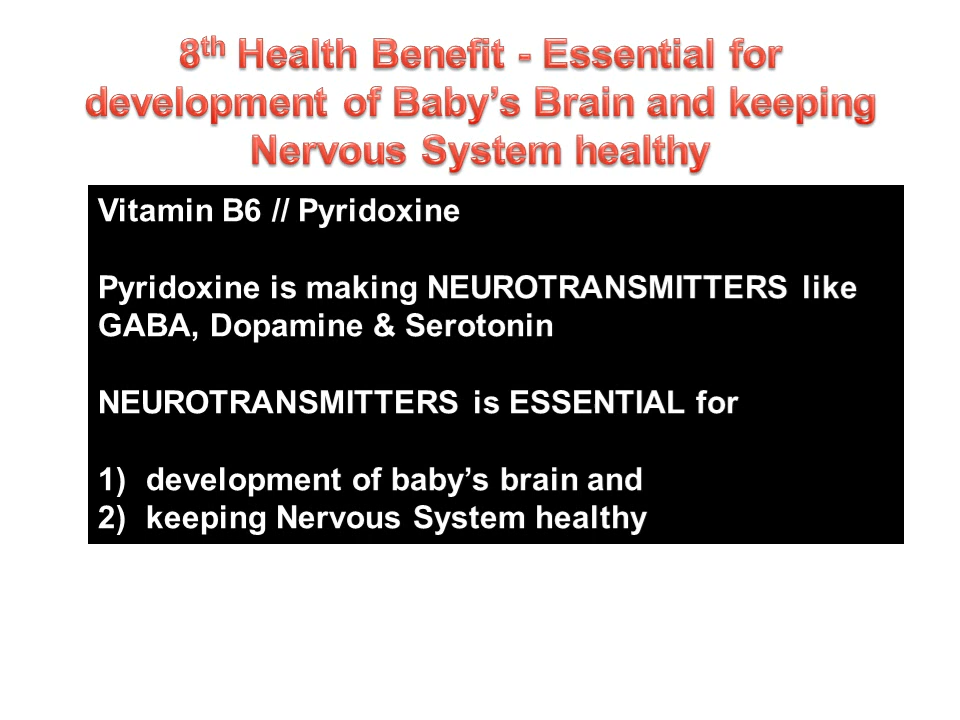 8th Health Benefit - Essential for
development of Baby’s Brain and keeping
Nervous System healthy
Vitamin B6 // Pyridoxine
Pyridoxine is making NEUROTRANSMITTERS like
GABA, Dopamine & Serotonin
NEUROTRANSMITTERS is ESSENTIAL for
1) development of baby’s brain and
2) keeping Nervous System healthy